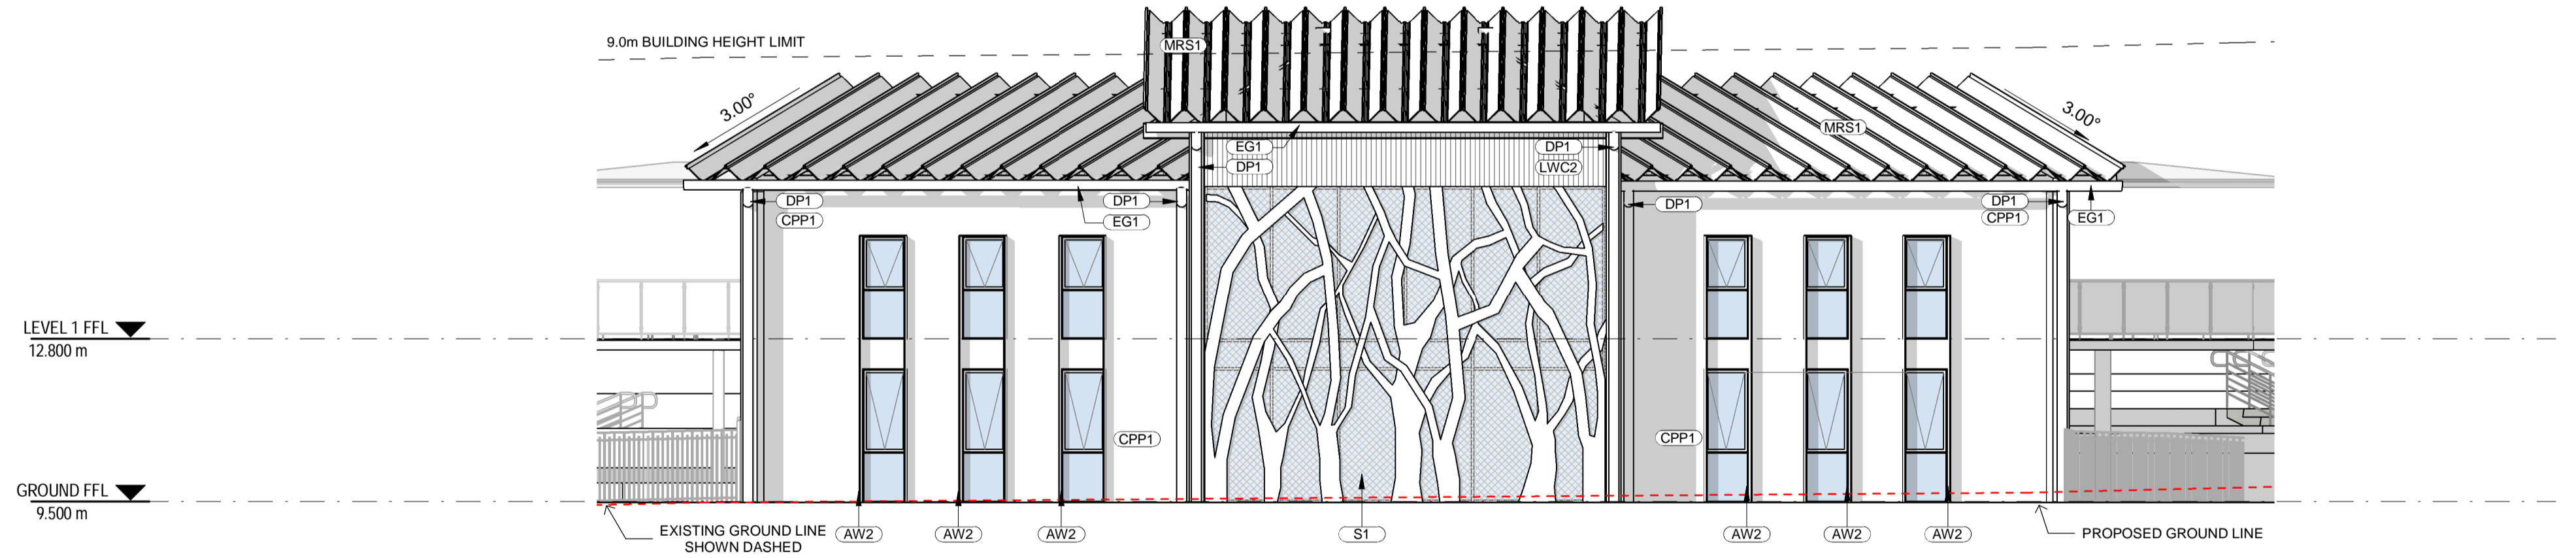 9.0m BUILDING HEIGHT LIMIT
MRS1
3.00°
3.00°
MRS1
EG1
DP1
DP1
LWC2
DP1
CPP1
DP1
EG1
DP1
DP1
CPP1
EG1
LEVEL 1 FFL
12.800 m
CPP1
CPP1
GROUND FFL
9.500 m
EXISTING GROUND LINE
SHOWN DASHED
AW2
AW2
AW2
S1
AW2
AW2
AW2
PROPOSED GROUND LINE